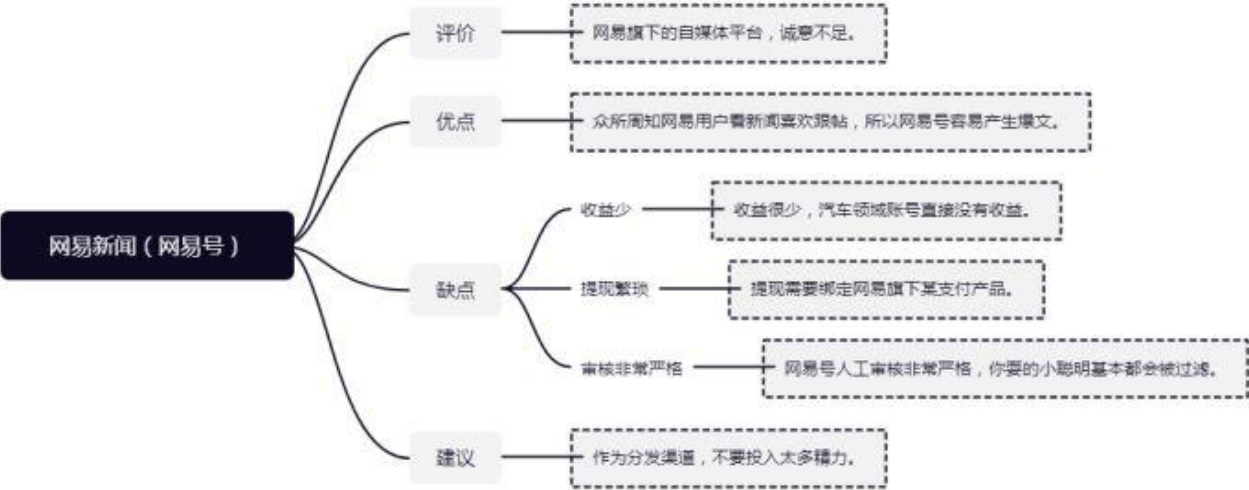 评价
网易旗下的自媒体平台，诚意不足。
优点
众所周知网易用户看新闻喜欢跟帖，所以网易号容易产生爆文。
网易新闻（网易号）
缺点
收益少
收益很少，汽车领域账号直接没有收益。
提现繁琐
提现需要绑定网易旗下某支付产品。
审核非常严格
网易号人工审核非常严格，你耍的小聪明基本都会被过滤。
建议
作为分发渠道，不要投入太多精力。